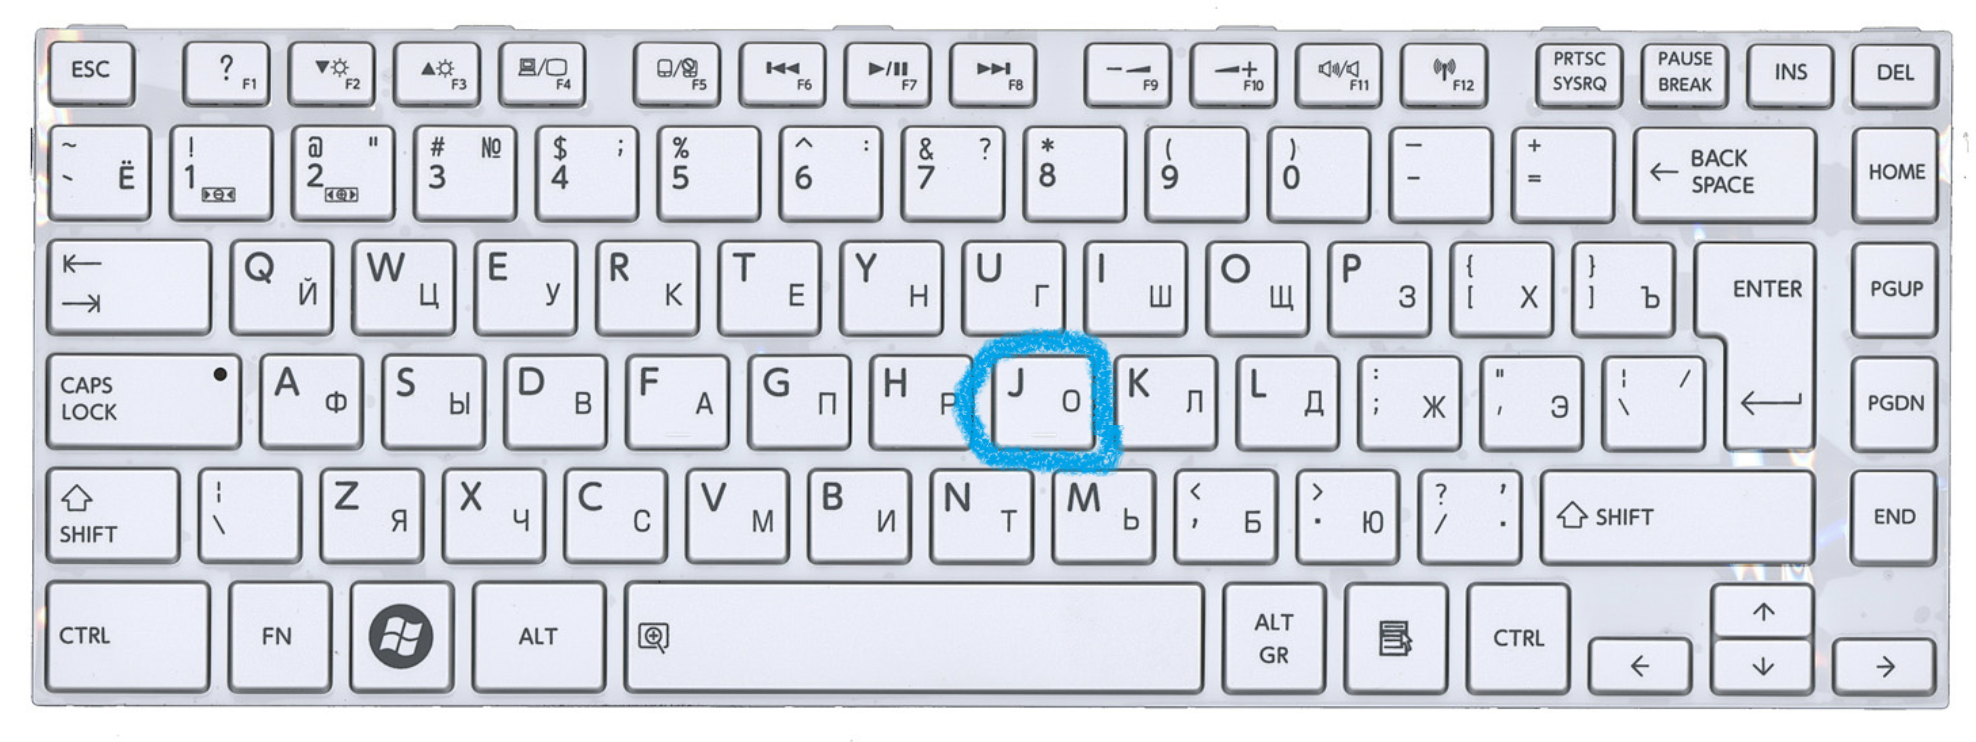 ESC ? F1 F2 F3 F4 F5 F6 F7 F8 F9 F10 F11 F12 PRTSC SYSRQ PAUSE BREAK INS DEL
~ ` Ё ! 1 @ " 2 # № 3 $ ; 4 % 5 ^ : 6 & ? 7 * 8 ( 9 ) 0 _ - + = ← BACK SPACE HOME
Q Й W Ц E У R К T Е Y Н U Г I Ш O Щ P З { [ Х } ] Ъ ENTER PGUP
CAPS LOCK A Ф S Ы D В F А G П H Р J О K Л L Д : ; Ж " ' Э ¦ / \ PGDN
SHIFT ¦ \ Z Я X Ч C С V М B И N Т M Ь < , Б > . Ю ? , / . SHIFT END
CTRL FN ALT ALT GR CTRL ← ↑ ↓ →